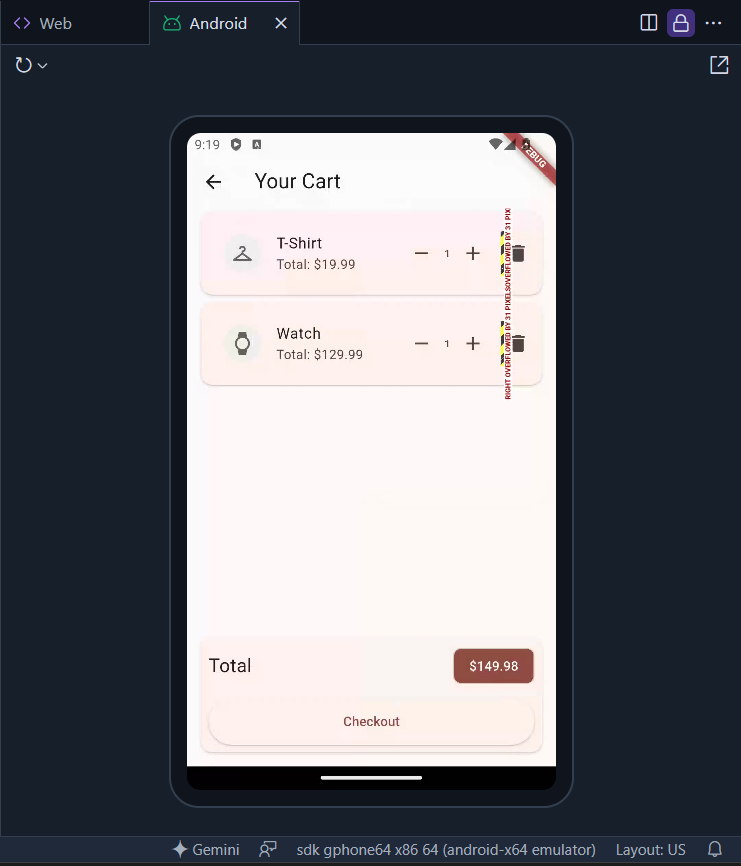 Web
Android
9:19
DEBUG
Your Cart
T-Shirt
Total: $19.99
1
RIGHT OVERFLOWED BY 31 PIXELS
Watch
Total: $129.99
1
RIGHT OVERFLOWED BY 31 PIXELS
Total
$149.98
Checkout
Gemini
sdk gphone64 x86 64 (android-x64 emulator)
Layout: US